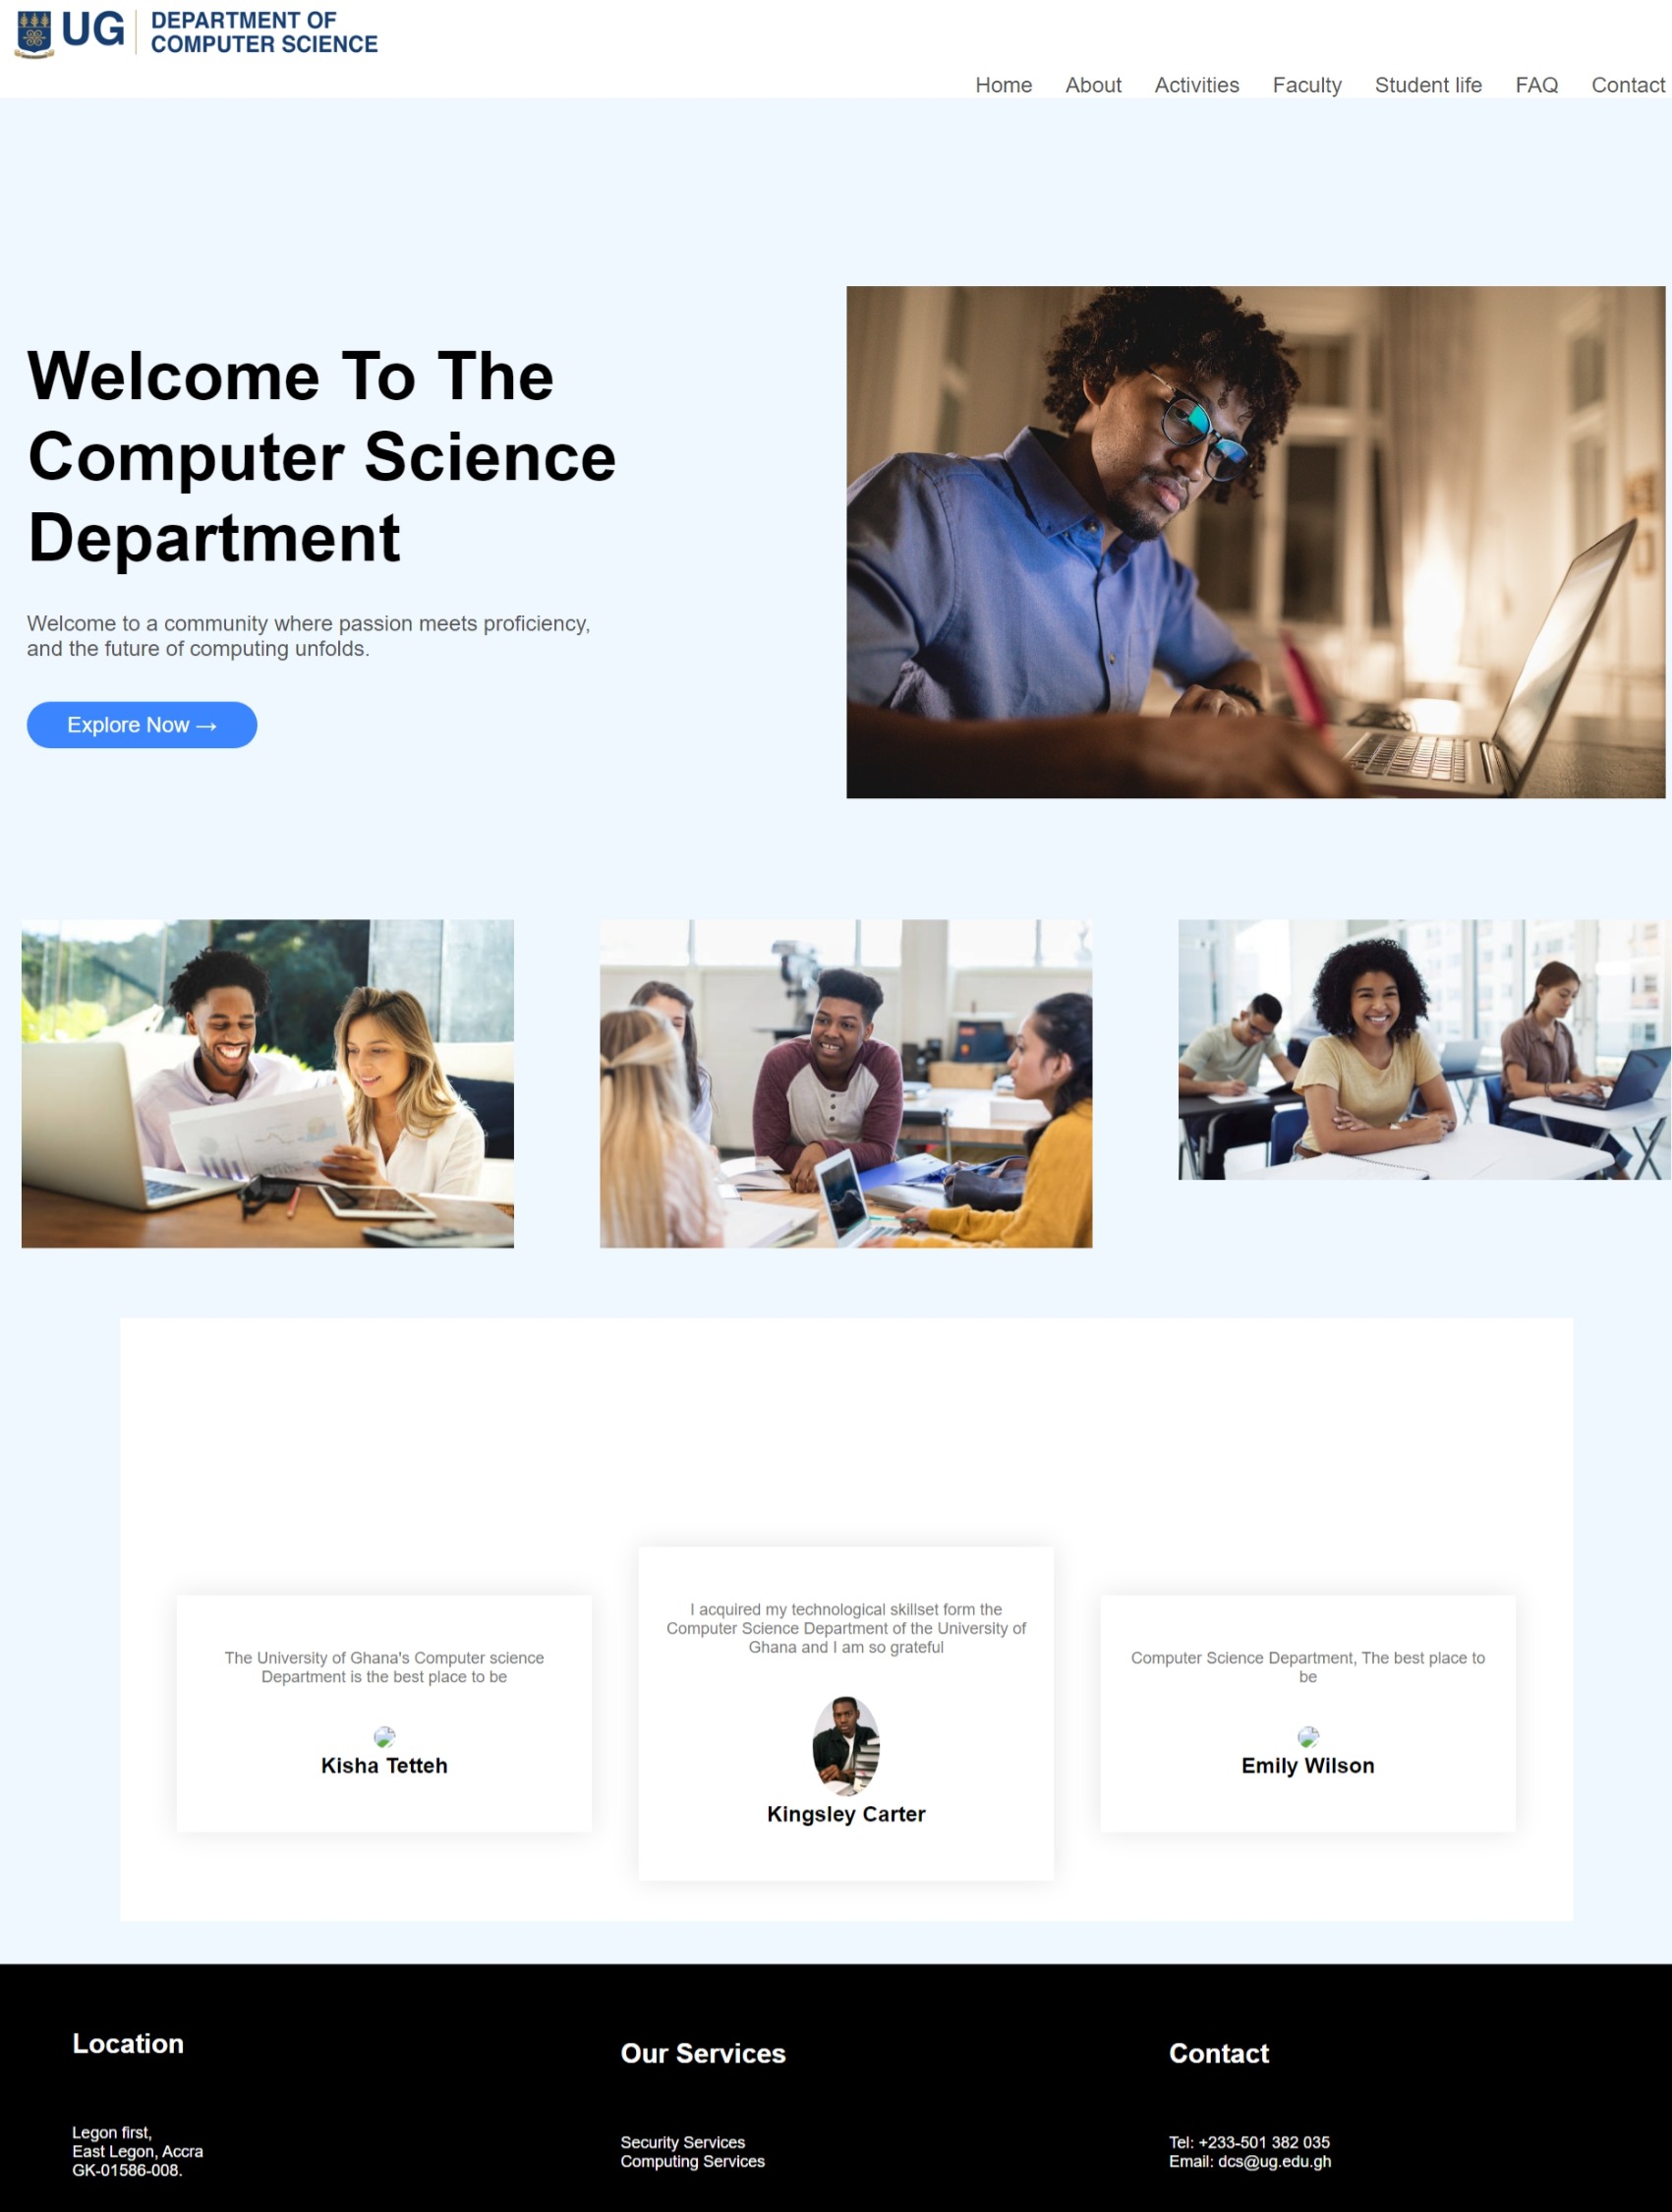 UG
DEPARTMENT OF
COMPUTER SCIENCE
Home About Activities Faculty Student life FAQ Contact
Welcome To The
Computer Science
Department
Welcome to a community where passion meets proficiency,
and the future of computing unfolds.
Explore Now →
The University of Ghana's Computer science
Department is the best place to be
Kisha Tetteh
I acquired my technological skillset form the
Computer Science Department of the University of
Ghana and I am so grateful
Kingsley Carter
Computer Science Department, The best place to
be
Emily Wilson
Location
Legon first,
East Legon, Accra
GK-01586-008.
Our Services
Security Services
Computing Services
Contact
Tel: +233-501 382 035
Email: dcs@ug.edu.gh